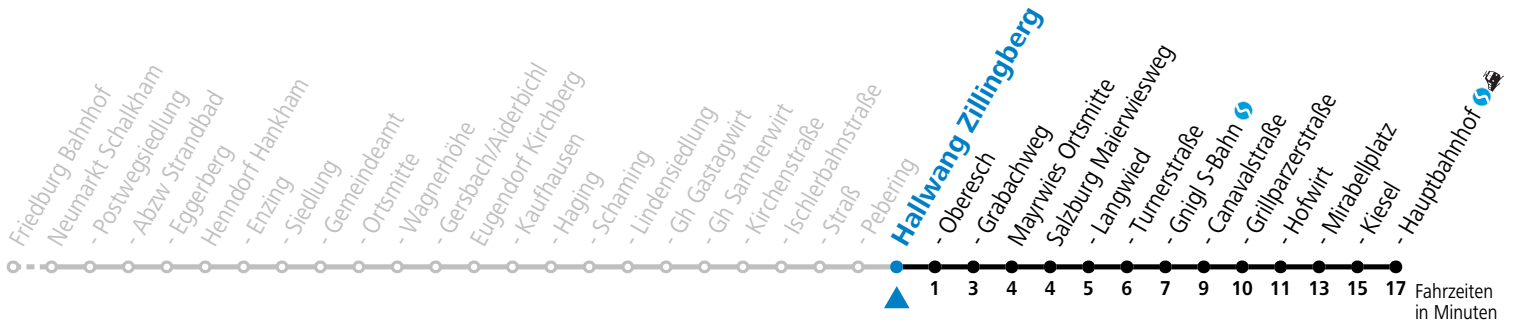 Friedburg Bahnhof
Neumarkt Schalkham
- Postwegsiedlung
- Abzw Strandbad
- Eggerberg
Henndorf Hankham
- Enzing
- Siedlung
- Gemeindeamt
- Ortsmitte
- Wagnerhöhe
- Gersbach/Aiderbichl
Eugendorf Kirchberg
- Kaufhausen
- Haging
- Schaming
- Lindensiedlung
- Gh Gastagwirt
- Gh Santnerwirt
- Kirchenstraße
- Ischlerbahnstraße
- Straß
- Pebering
Hallwang Zillingberg
- Oberesch
- Grabachweg
Mayrwies Ortsmitte
Salzburg Maierwiesweg
- Langwied
- Turnerstraße
- Gnigl S-Bahn
- Canavalstraße
- Grillparzerstraße
- Hofwirt
- Mirabellplatz
- Kiesel
- Hauptbahnhof
1 3 4 4 5 6 7 9 10 11 13 15 17
Fahrzeiten
in Minuten